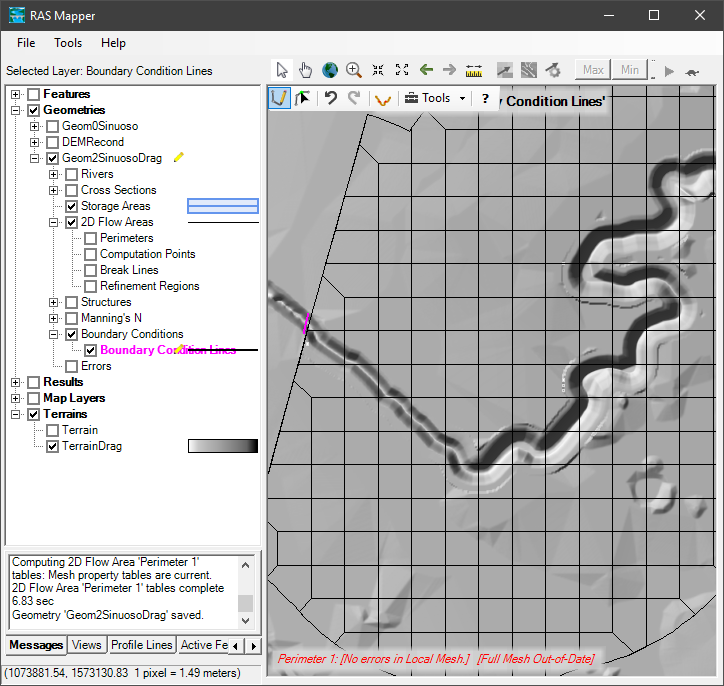 RAS Mapper
File Tools Help
Selected Layer: Boundary Condition Lines
Max Min
Tools ? y Condition Lines'
Features
Geometries
Geom0Sinuoso
DEMRecond
Geom2SinuosoDrag
Rivers
Cross Sections
Storage Areas
2D Flow Areas
Perimeters
Computation Points
Break Lines
Refinement Regions
Structures
Manning's N
Boundary Conditions
Boundary Condition Lines
Errors
Results
Map Layers
Terrains
Terrain
TerrainDrag
Computing 2D Flow Area 'Perimeter 1'
tables: Mesh property tables are current.
2D Flow Area 'Perimeter 1' tables complete
6.83 sec
Geometry 'Geom2SinuosoDrag' saved.
Messages Views Profile Lines Active Fe
Perimeter 1: [No errors in Local Mesh.] [Full Mesh Out-of-Date]
(1073881.54, 1573130.83 1 pixel = 1.49 meters)